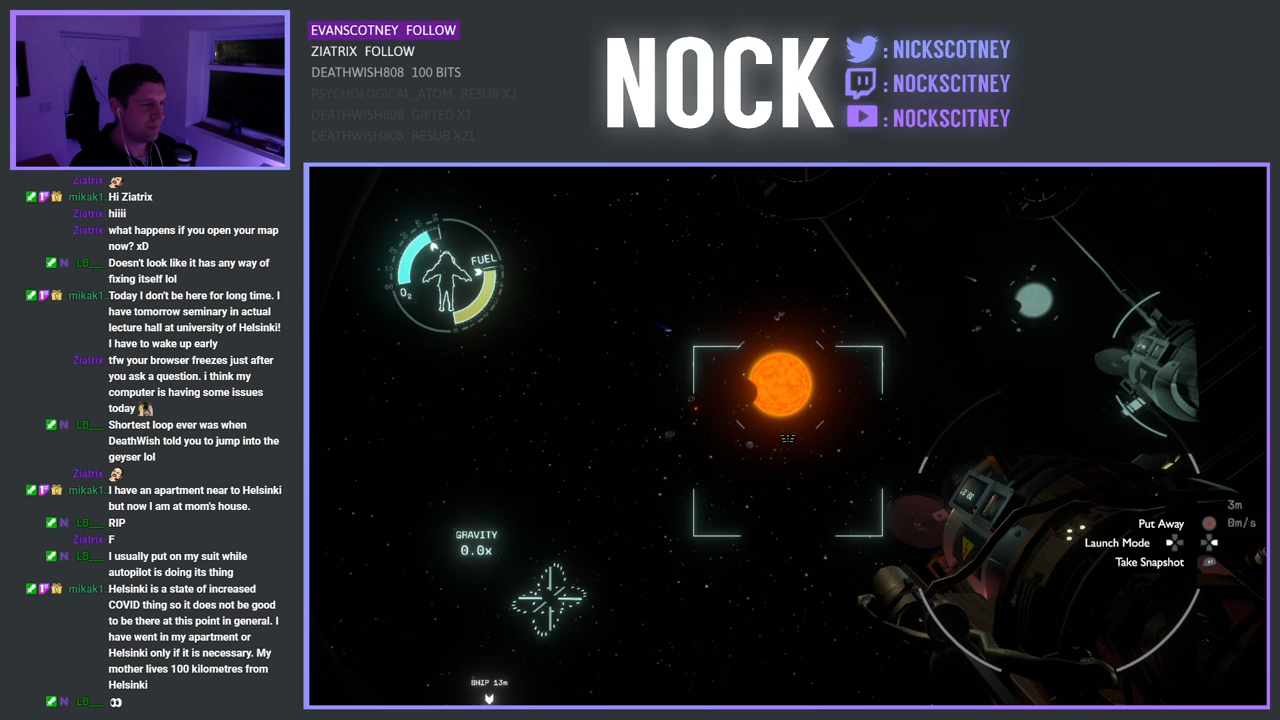 EVANSCOTNEY FOLLOW
ZIATRIX FOLLOW
DEATHWISH808 100 BITS
PSYCHOLOGICAL_ATOM RESUB X3
DEATHWISH808 GIFTED X1
DEATHWISH808 RESUB X21
NOCK
: NICKSCOTNEY
: NOCKSCITNEY
: NOCKSCITNEY
Ziatrix
mikak1. Hi Ziatrix
Ziatrix hiiii
Ziatrix what happens if you open your map
now? xD
N LB___ Doesn't look like it has any way of
fixing itself lol
mikak1. Today I don't be here for long time. I
have tomorrow seminary in actual
lecture hall at university of Helsinki!
I have to wake up early
Ziatrix tfw your browser freezes just after
you ask a question. i think my
computer is having some issues
today
N LB___ Shortest loop ever was when
DeathWish told you to jump into the
geyser lol
Ziatrix
mikak1. I have an apartment near to Helsinki
but now I am at mom's house.
N LB___ RIP
Ziatrix F
N LB___ I usually put on my suit while
autopilot is doing its thing
mikak1. Helsinki is a state of increased
COVID thing so it does not be good
to be there at this point in general. I
have went in my apartment or
Helsinki only if it is necessary. My
mother lives 100 kilometres from
Helsinki
N LB___
FUEL
O₂
GRAVITY
0.0x
SHIP 13m
3m
0m/s
Put Away
Launch Mode
Take Snapshot